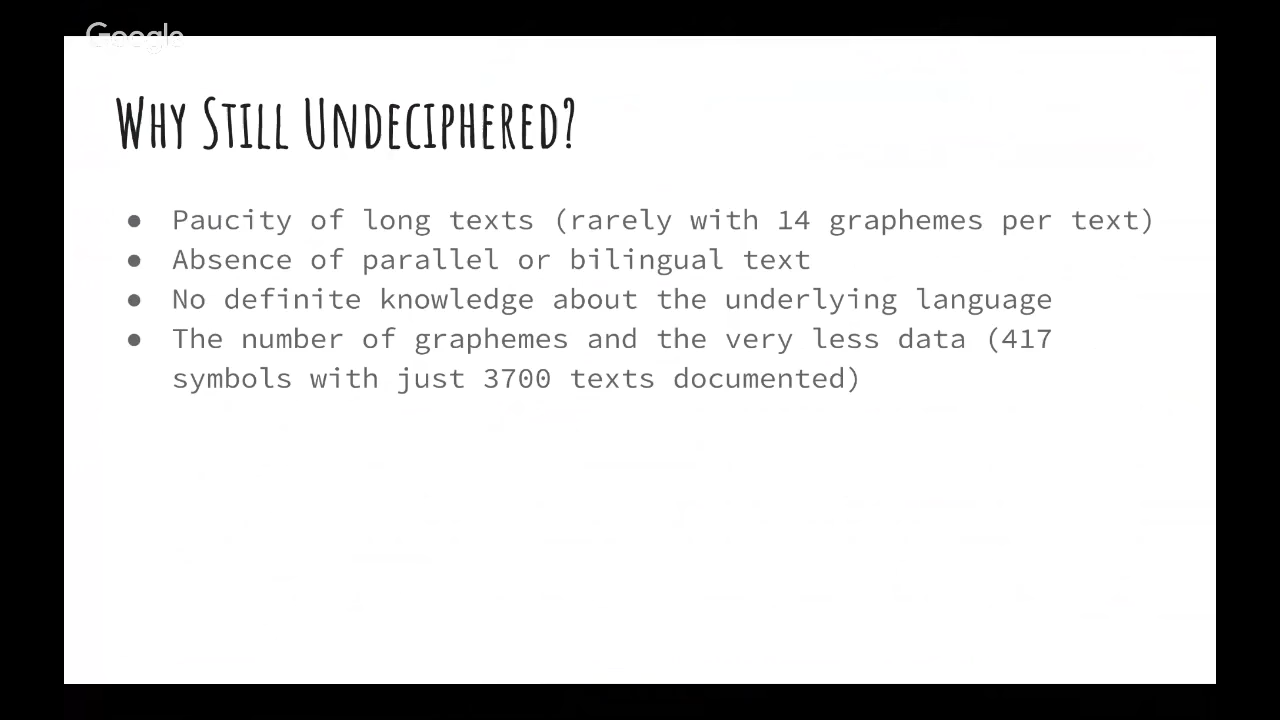 Google
Why Still Undeciphered?
● Paucity of long texts (rarely with 14 graphemes per text)
● Absence of parallel or bilingual text
● No definite knowledge about the underlying language
● The number of graphemes and the very less data (417
symbols with just 3700 texts documented)